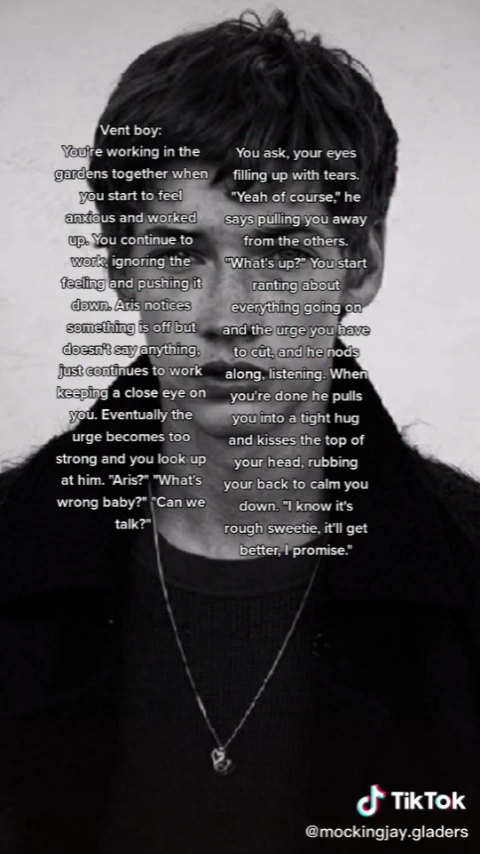 Vent boy:
You're working in the
gardens together when
you start to feel
anxious and worked
up. You continue to
work, ignoring the
feeling and pushing it
down. Aris notices
something is off but
doesn't say anything,
just continues to work
keeping a close eye on
you. Eventually the
urge becomes too
strong and you look up
at him. "Aris?" "What's
wrong baby?" "Can we
talk?"
You ask, your eyes
filling up with tears.
"Yeah of course," he
says pulling you away
from the others.
"What's up?" You start
ranting about
everything going on
and the urge you have
to cut, and he nods
along, listening. When
you're done he pulls
you into a tight hug
and kisses the top of
your head, rubbing
your back to calm you
down. "I know it's
rough sweetie, it'll get
better, I promise."
TikTok
@mockingjay.gladers